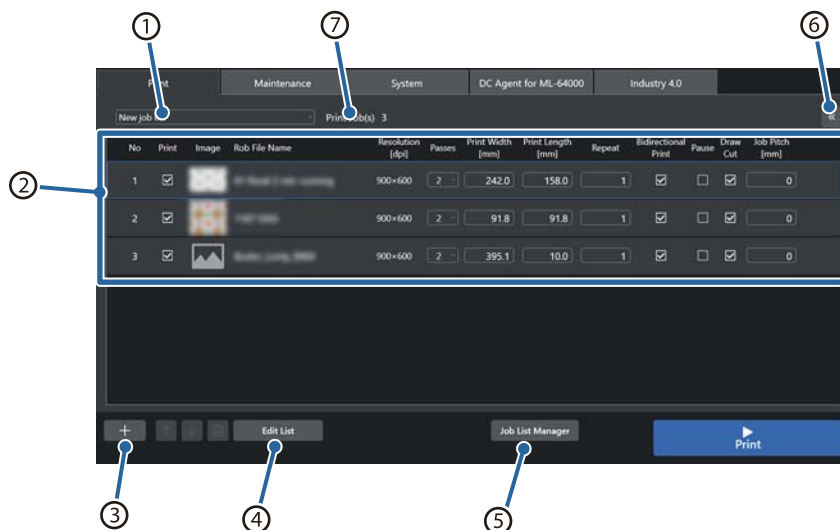 ① ⑦ ⑥
Print Maintenance System DC Agent for ML-64000 Industry 4.0
New job Print Job(s) 3 «
② No Print Image Rob File Name Resolution [dpi] Passes Print Width [mm] Print Length [mm] Repeat Bidirectional Print Pause Draw Cut Job Pitch [mm]
1 900×600 2 242.0 158.0 1 0
2 900×600 2 91.8 91.8 1 0
3 900×600 2 395.1 10.0 1 0
+ ↑ ↓ Edit List Job List Manager Print
③ ④ ⑤